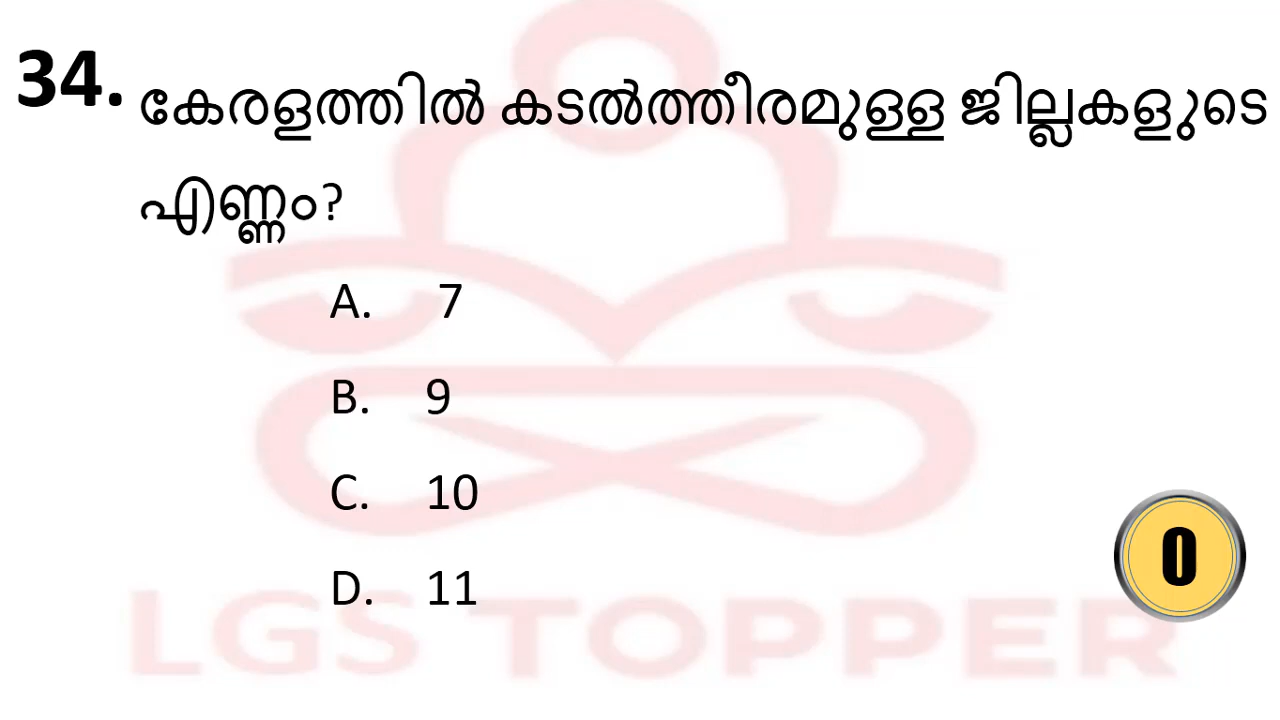 34. കേരളത്തിൽ കടൽത്തീരമുള്ള ജില്ലകളുടെ
എണ്ണം?
A. 7
B. 9
C. 10
D. 11
0
LGS TOPPER